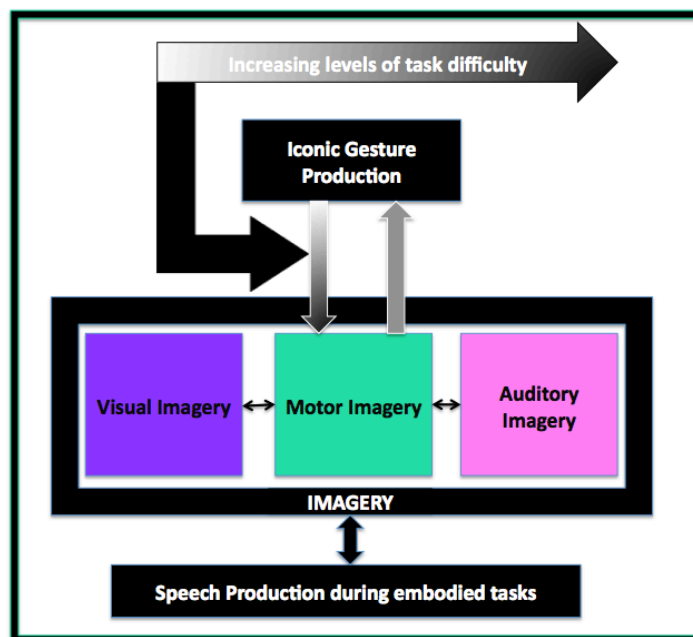 Increasing levels of task difficulty
Iconic Gesture
Production
Visual Imagery
Motor Imagery
Auditory
Imagery
IMAGERY
Speech Production during embodied tasks